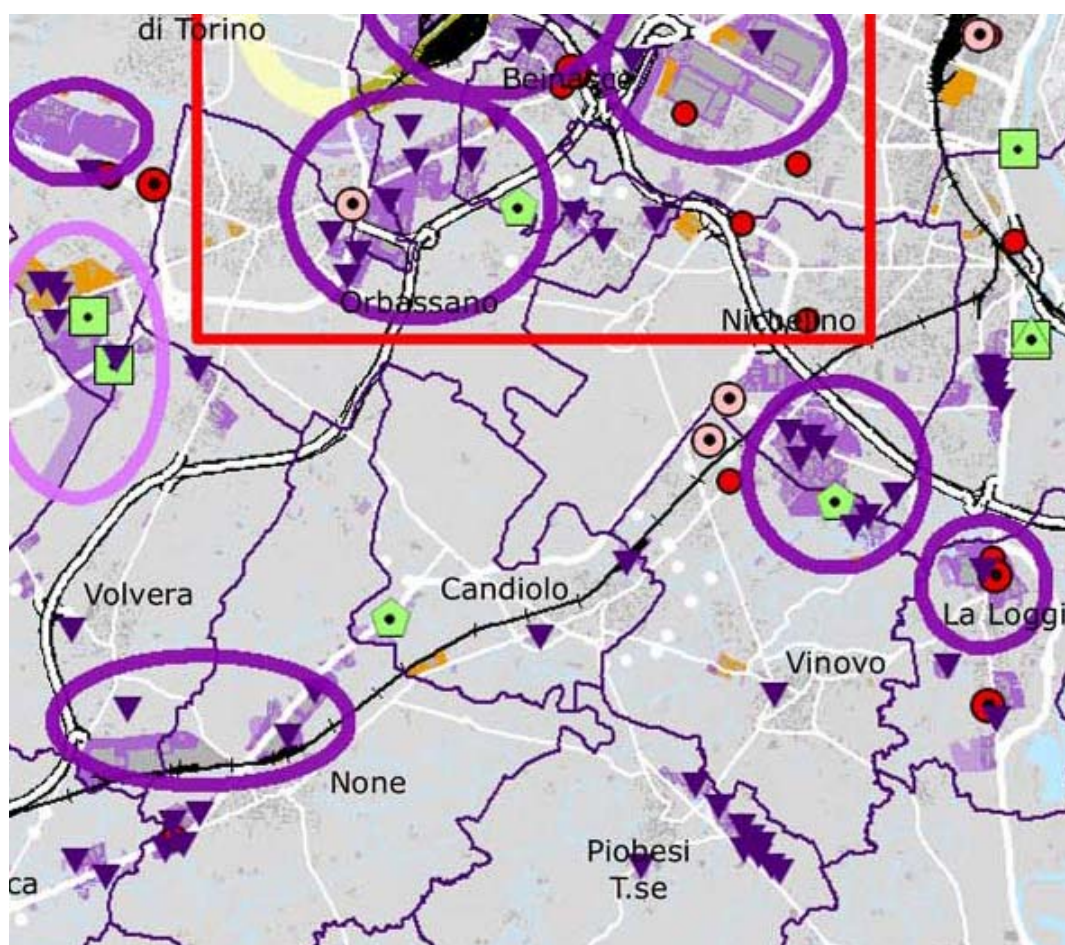 di Torino
Beinasco
Orbassano
Nichelino
Volvera
Candiolo
La Loggi
Vinovo
None
Piobesi
T.se
ca